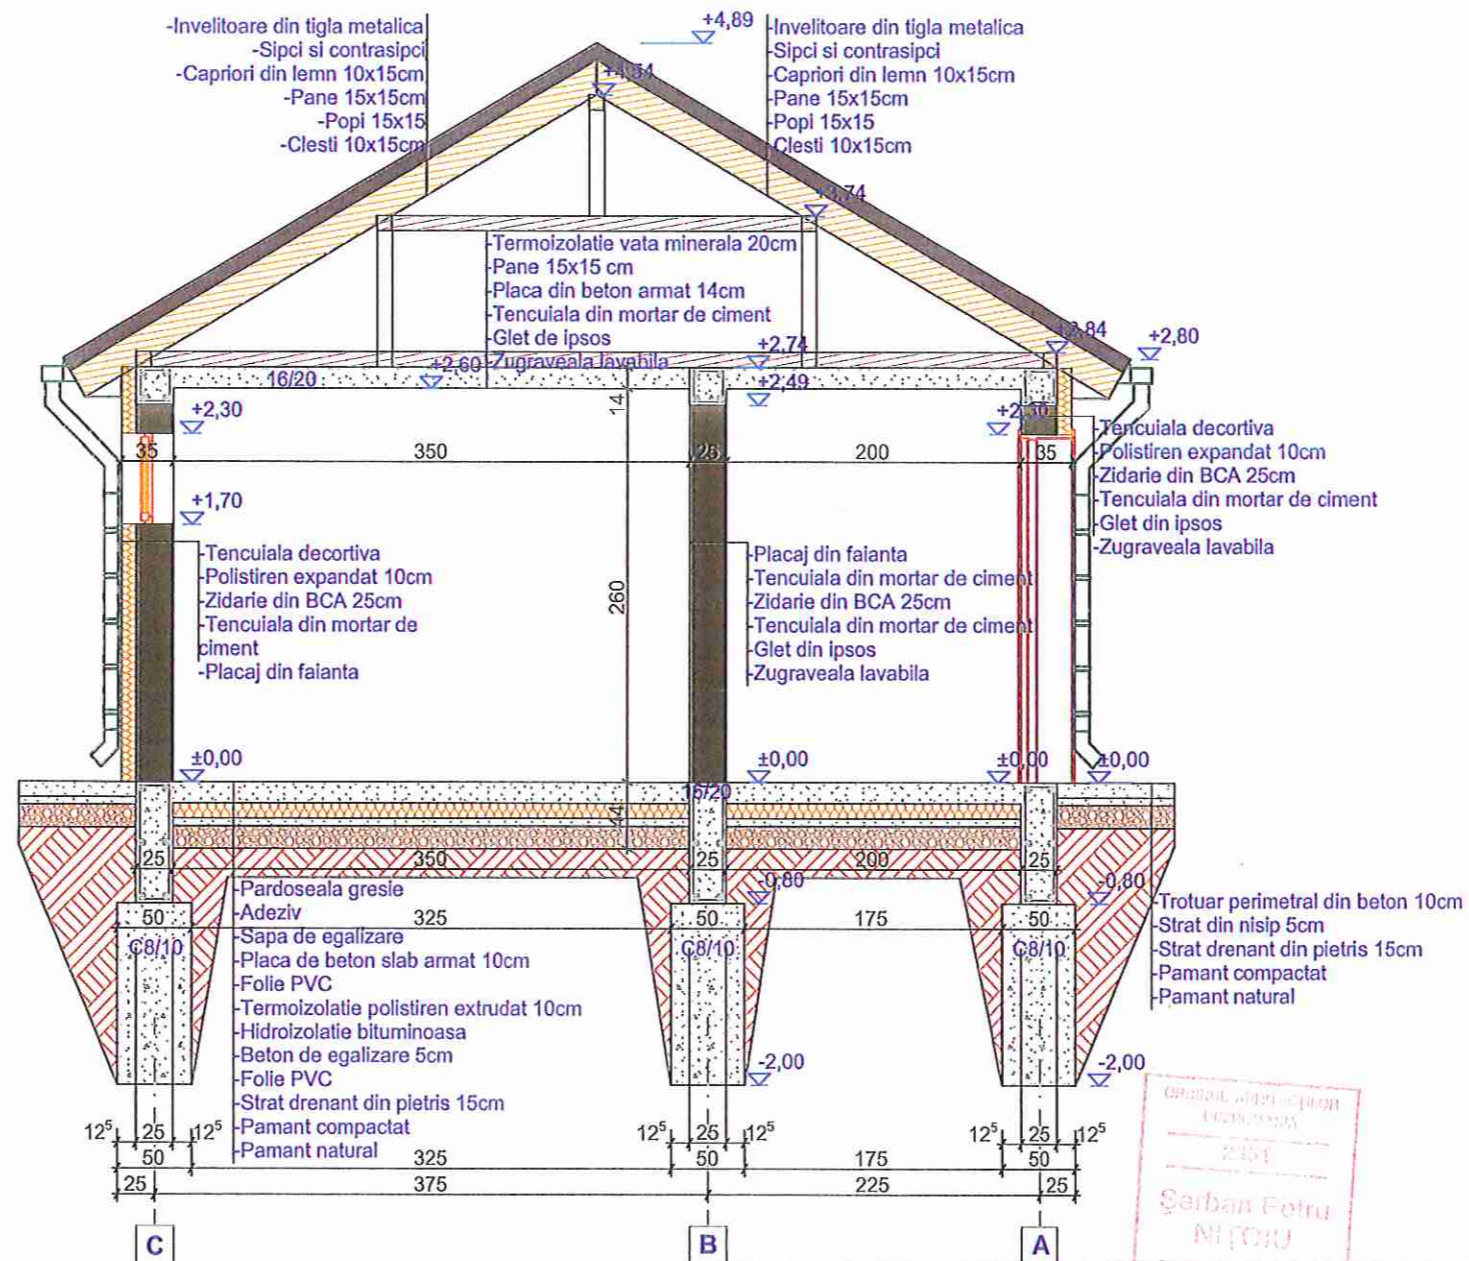 -Invelitoare din tigla metalica
-Sipci si contrasipci
-Capriori din lemn 10x15cm
-Pane 15x15cm
-Popi 15x15
-Clesti 10x15cm
+4,89
-Invelitoare din tigla metalica
-Sipci si contrasipci
-Capriori din lemn 10x15cm
-Pane 15x15cm
-Popi 15x15
Clesti 10x15cm
+4,54
+3,74
-Termoizolatie vata minerala 20cm
-Pane 15x15 cm
-Placa din beton armat 14cm
-Tencuiala din mortar de ciment
-Glet de ipsos
-Zugraveala lavabila
+2,74
+2,84
+2,80
16/20
+2,60
+2,49
14
+2,30
+2,30
35
350
25
200
35
+1,70
-Tencuiala decortiva
-Polistiren expandat 10cm
-Zidarie din BCA 25cm
-Tencuiala din mortar de ciment
-Glet din ipsos
-Zugraveala lavabila
-Tencuiala decortiva
-Polistiren expandat 10cm
-Zidarie din BCA 25cm
-Tencuiala din mortar de
ciment
-Placaj din faianta
260
-Placaj din faianta
Tencuiala din mortar de ciment
-Zidarie din BCA 25cm
-Tencuiala din mortar de ciment
-Glet din ipsos
-Zugraveala lavabila
±0,00
±0,00
±0,00
±0,00
16/20
44
25
350
25
200
25
-0,80
-0,80
50
325
50
175
50
C8/10
C8/10
C8/10
-Pardoseala gresie
-Adeziv
-Sapa de egalizare
-Placa de beton slab armat 10cm
-Folie PVC
-Termoizolatie polistiren extrudat 10cm
-Hidroizolatie bituminoasa
-Beton de egalizare 5cm
-Folie PVC
-Strat drenant din pietris 15cm
-Pamant compactat
-Pamant natural
-Trotuar perimetral din beton 10cm
-Strat din nisip 5cm
-Strat drenant din pietris 15cm
-Pamant compactat
-Pamant natural
-2,00
-2,00
12⁵ 25 12⁵
12⁵ 25 12⁵
12⁵ 25 12⁵
50
325
50
175
50
25
375
225
25
C
B
A
Șerban Petru
NIȚOIU